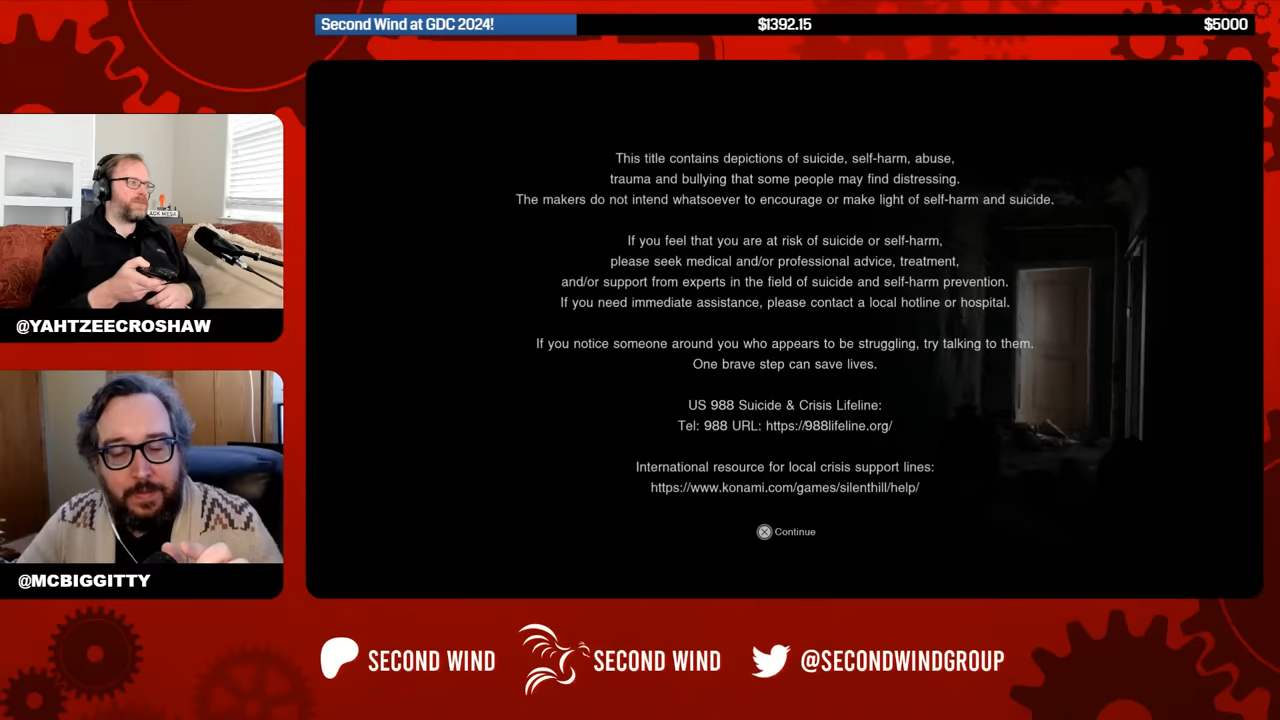 Second Wind at GDC 2024!
$1392.15
$5000
This title contains depictions of suicide, self-harm, abuse,
trauma and bullying that some people may find distressing.
The makers do not intend whatsoever to encourage or make light of self-harm and suicide.
If you feel that you are at risk of suicide or self-harm,
please seek medical and/or professional advice, treatment,
and/or support from experts in the field of suicide and self-harm prevention.
If you need immediate assistance, please contact a local hotline or hospital.
If you notice someone around you who appears to be struggling, try talking to them.
One brave step can save lives.
US 988 Suicide & Crisis Lifeline:
Tel: 988 URL: https://988lifeline.org/
International resource for local crisis support lines:
https://www.konami.com/games/silenthill/help/
Continue
ACK MESA
@YAHTZEECROSHAW
@MCBIGGITTY
SECOND WIND
SECOND WIND
@SECONDWINDGROUP